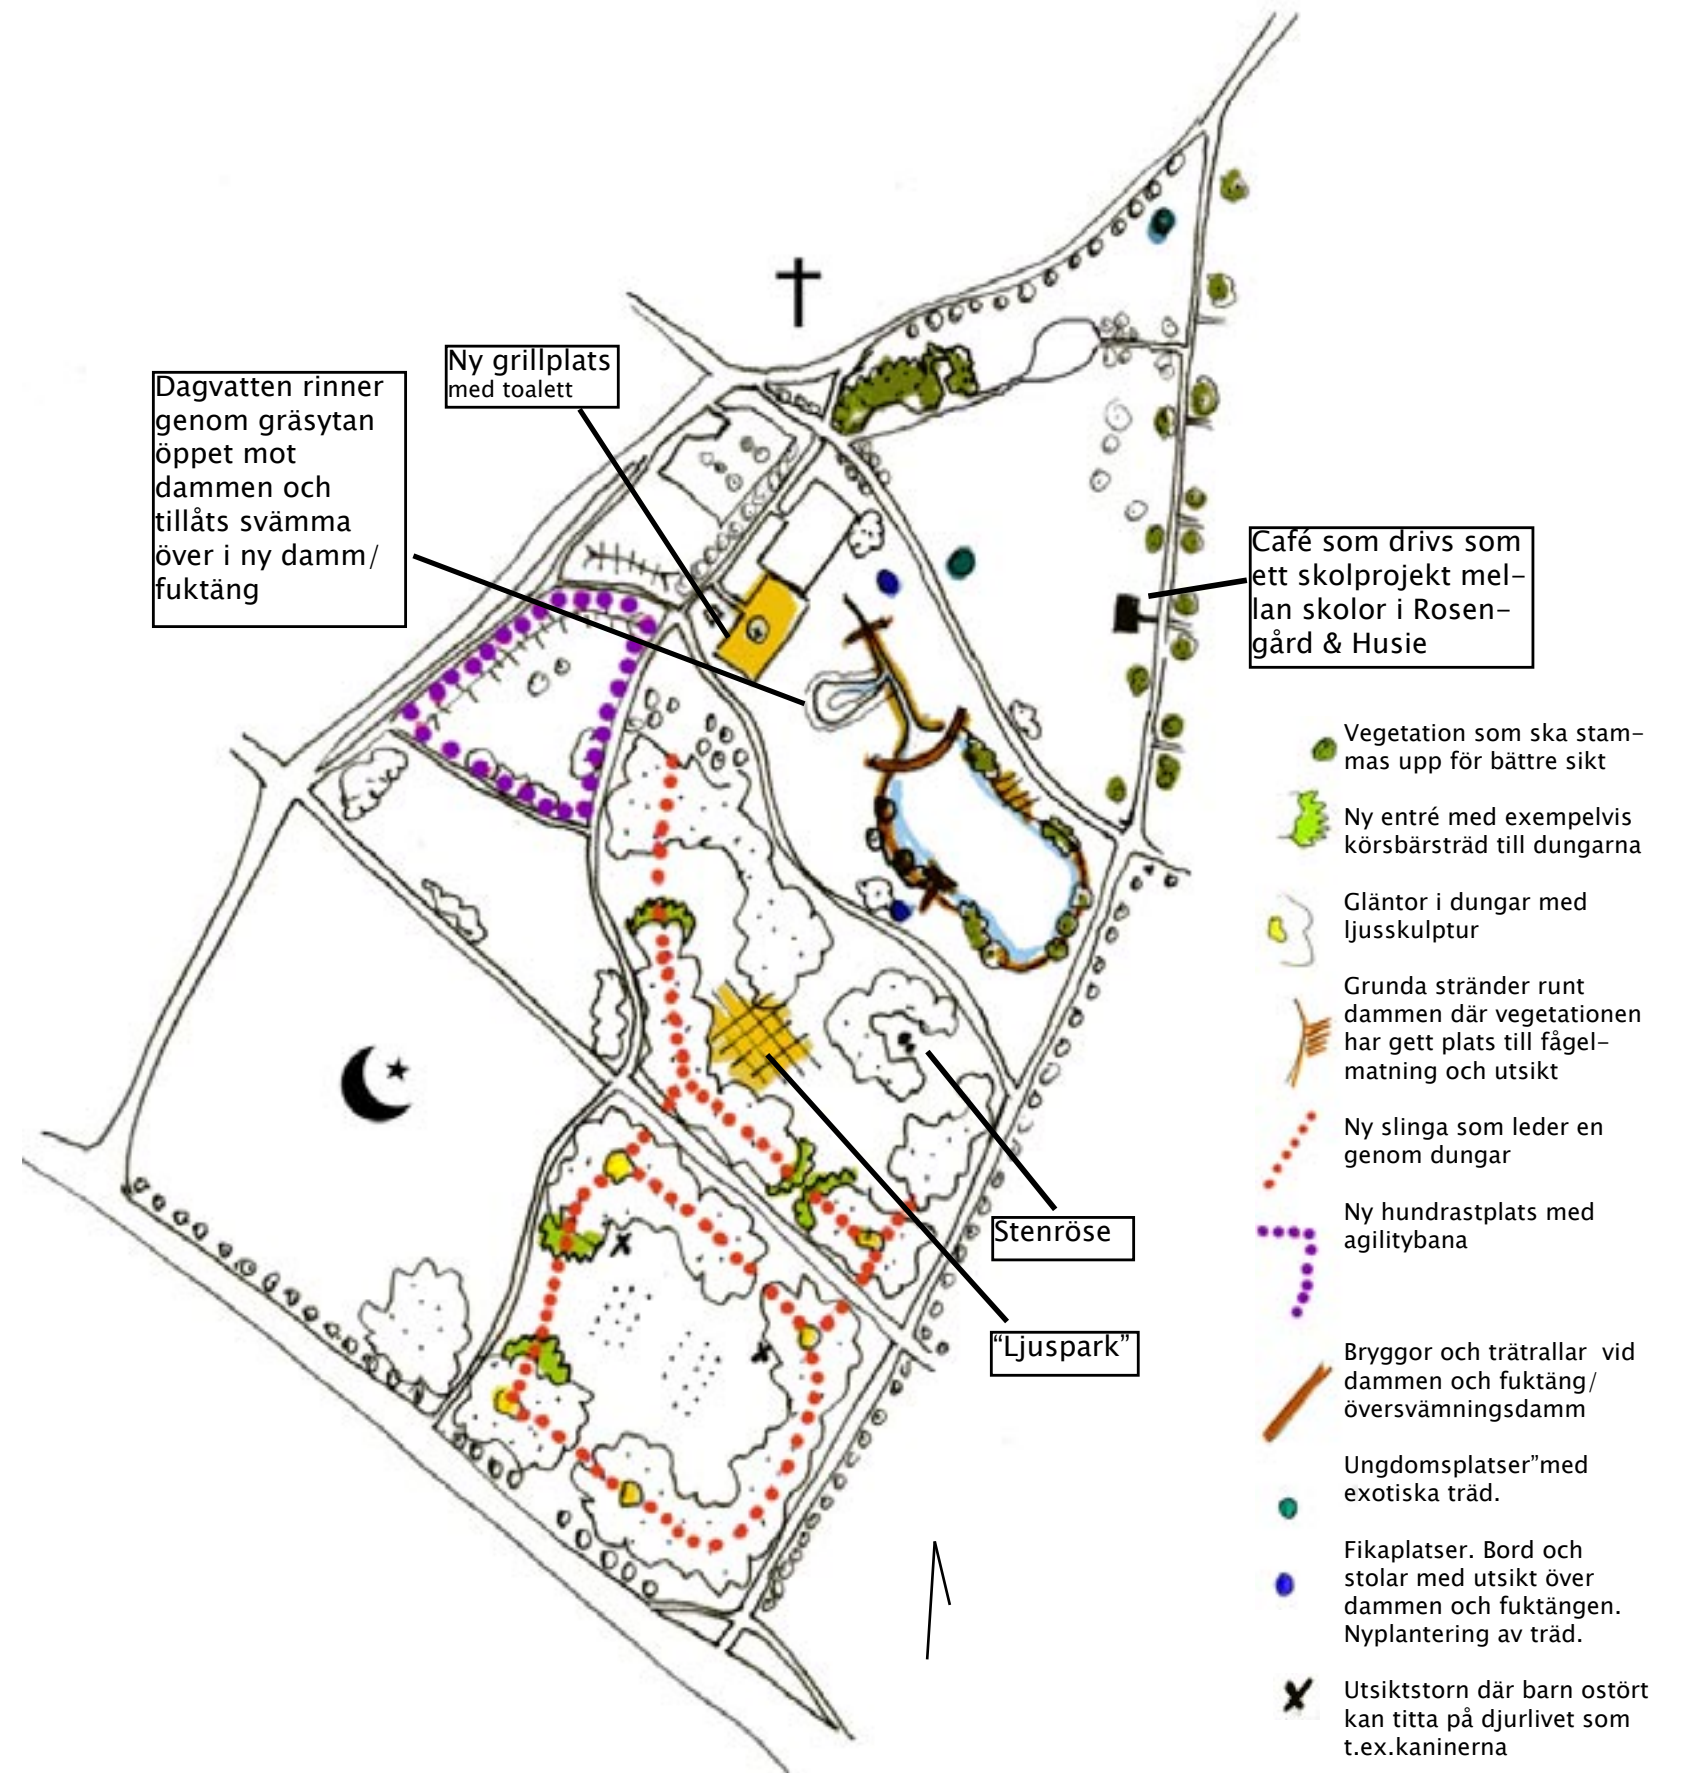 Ny grillplats
med toalett
Dagvatten rinner
genom gräsytan
öppet mot
dammen och
tillåts svämma
över i ny damm/
fuktäng
Café som drivs som
ett skolprojekt mel-
lan skolor i Rosen-
gård & Husie
Stenröse
“Ljuspark”
Vegetation som ska stam-
mas upp för bättre sikt
Ny entré med exempelvis
körsbärsträd till dungarna
Gläntor i dungar med
ljusskulptur
Grunda stränder runt
dammen där vegetationen
har gett plats till fågel-
matning och utsikt
Ny slinga som leder en
genom dungar
Ny hundrastplats med
agilitybana
Bryggor och trätrallar vid
dammen och fuktäng/
översvämningsdamm
Ungdomsplatser”med
exotiska träd.
Fikaplatser. Bord och
stolar med utsikt över
dammen och fuktängen.
Nyplantering av träd.
Utsiktstorn där barn ostört
kan titta på djurlivet som
t.ex.kaninerna